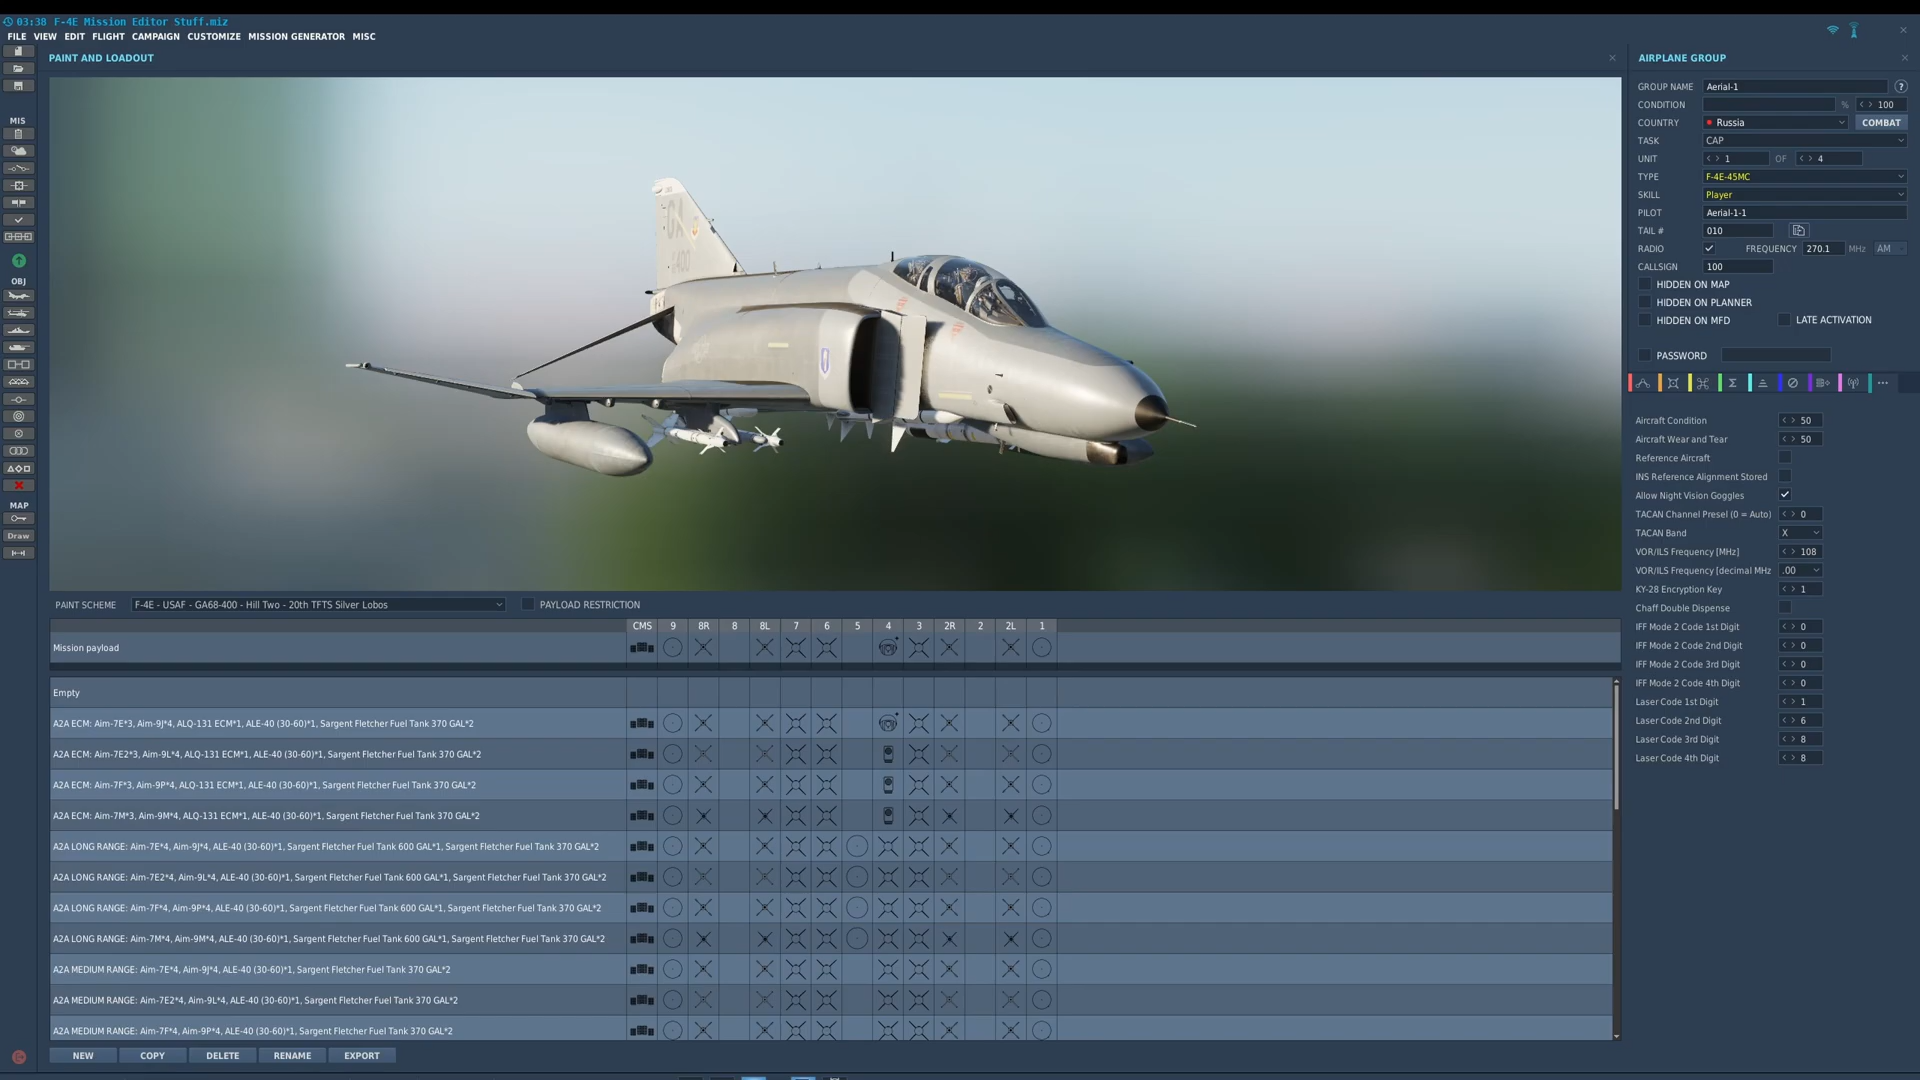 03:38 F-4E Mission Editor Stuff.miz
FILE VIEW EDIT FLIGHT CAMPAIGN CUSTOMIZE MISSION GENERATOR MISC
PAINT AND LOADOUT
MIS
OBJ
MAP
Draw
PAINT SCHEME F-4E - USAF - GA68-400 - Hill Two - 20th TFTS Silver Lobos PAYLOAD RESTRICTION
CMS 9 8R 8 8L 7 6 5 4 3 2R 2 2L 1
Mission payload
Empty
A2A ECM: Aim-7E*3, Aim-9J*4, ALQ-131 ECM*1, ALE-40 (30-60)*1, Sargent Fletcher Fuel Tank 370 GAL*2
A2A ECM: Aim-7E2*3, Aim-9L*4, ALQ-131 ECM*1, ALE-40 (30-60)*1, Sargent Fletcher Fuel Tank 370 GAL*2
A2A ECM: Aim-7F*3, Aim-9P*4, ALQ-131 ECM*1, ALE-40 (30-60)*1, Sargent Fletcher Fuel Tank 370 GAL*2
A2A ECM: Aim-7M*3, Aim-9M*4, ALQ-131 ECM*1, ALE-40 (30-60)*1, Sargent Fletcher Fuel Tank 370 GAL*2
A2A LONG RANGE: Aim-7E*4, Aim-9J*4, ALE-40 (30-60)*1, Sargent Fletcher Fuel Tank 600 GAL*1, Sargent Fletcher Fuel Tank 370 GAL*2
A2A LONG RANGE: Aim-7E2*4, Aim-9L*4, ALE-40 (30-60)*1, Sargent Fletcher Fuel Tank 600 GAL*1, Sargent Fletcher Fuel Tank 370 GAL*2
A2A LONG RANGE: Aim-7F*4, Aim-9P*4, ALE-40 (30-60)*1, Sargent Fletcher Fuel Tank 600 GAL*1, Sargent Fletcher Fuel Tank 370 GAL*2
A2A LONG RANGE: Aim-7M*4, Aim-9M*4, ALE-40 (30-60)*1, Sargent Fletcher Fuel Tank 600 GAL*1, Sargent Fletcher Fuel Tank 370 GAL*2
A2A MEDIUM RANGE: Aim-7E*4, Aim-9J*4, ALE-40 (30-60)*1, Sargent Fletcher Fuel Tank 370 GAL*2
A2A MEDIUM RANGE: Aim-7E2*4, Aim-9L*4, ALE-40 (30-60)*1, Sargent Fletcher Fuel Tank 370 GAL*2
A2A MEDIUM RANGE: Aim-7F*4, Aim-9P*4, ALE-40 (30-60)*1, Sargent Fletcher Fuel Tank 370 GAL*2
NEW COPY DELETE RENAME EXPORT
AIRPLANE GROUP
GROUP NAME Aerial-1 ?
CONDITION % < > 100
COUNTRY Russia COMBAT
TASK CAP
UNIT < > 1 OF < > 4
TYPE F-4E-45MC
SKILL Player
PILOT Aerial-1-1
TAIL # 010
RADIO FREQUENCY 270.1 MHz AM
CALLSIGN 100
HIDDEN ON MAP
HIDDEN ON PLANNER
HIDDEN ON MFD LATE ACTIVATION
PASSWORD
Aircraft Condition < > 50
Aircraft Wear and Tear < > 50
Reference Aircraft
INS Reference Alignment Stored
Allow Night Vision Goggles
TACAN Channel Presel (0 = Auto) < > 0
TACAN Band X
VOR/ILS Frequency [MHz] < > 108
VOR/ILS Frequency [decimal MHz .00
KY-28 Encryption Key < > 1
Chaff Double Dispense
IFF Mode 2 Code 1st Digit < > 0
IFF Mode 2 Code 2nd Digit < > 0
IFF Mode 2 Code 3rd Digit < > 0
IFF Mode 2 Code 4th Digit < > 0
Laser Code 1st Digit < > 1
Laser Code 2nd Digit < > 6
Laser Code 3rd Digit < > 8
Laser Code 4th Digit < > 8